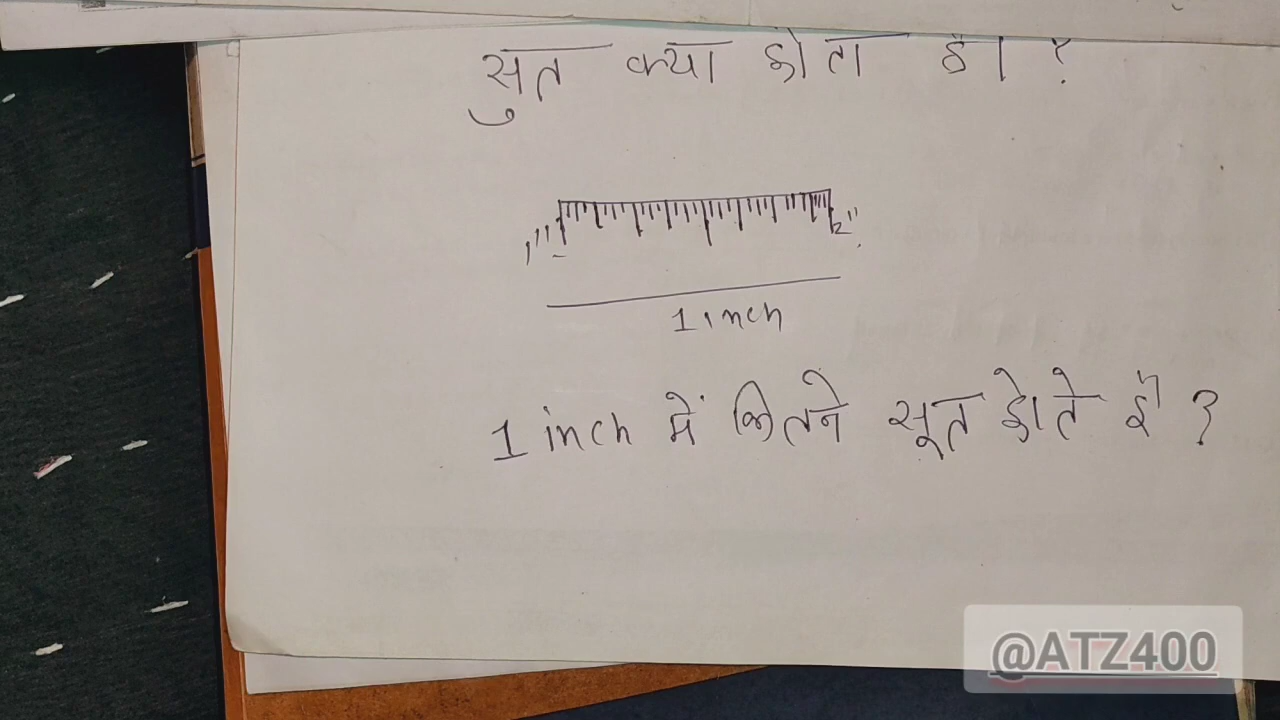 सुत क्या होता है। ?
1" 2"
1 inch
1 inch में कितने सूत होते हैं ?
@ATZ400